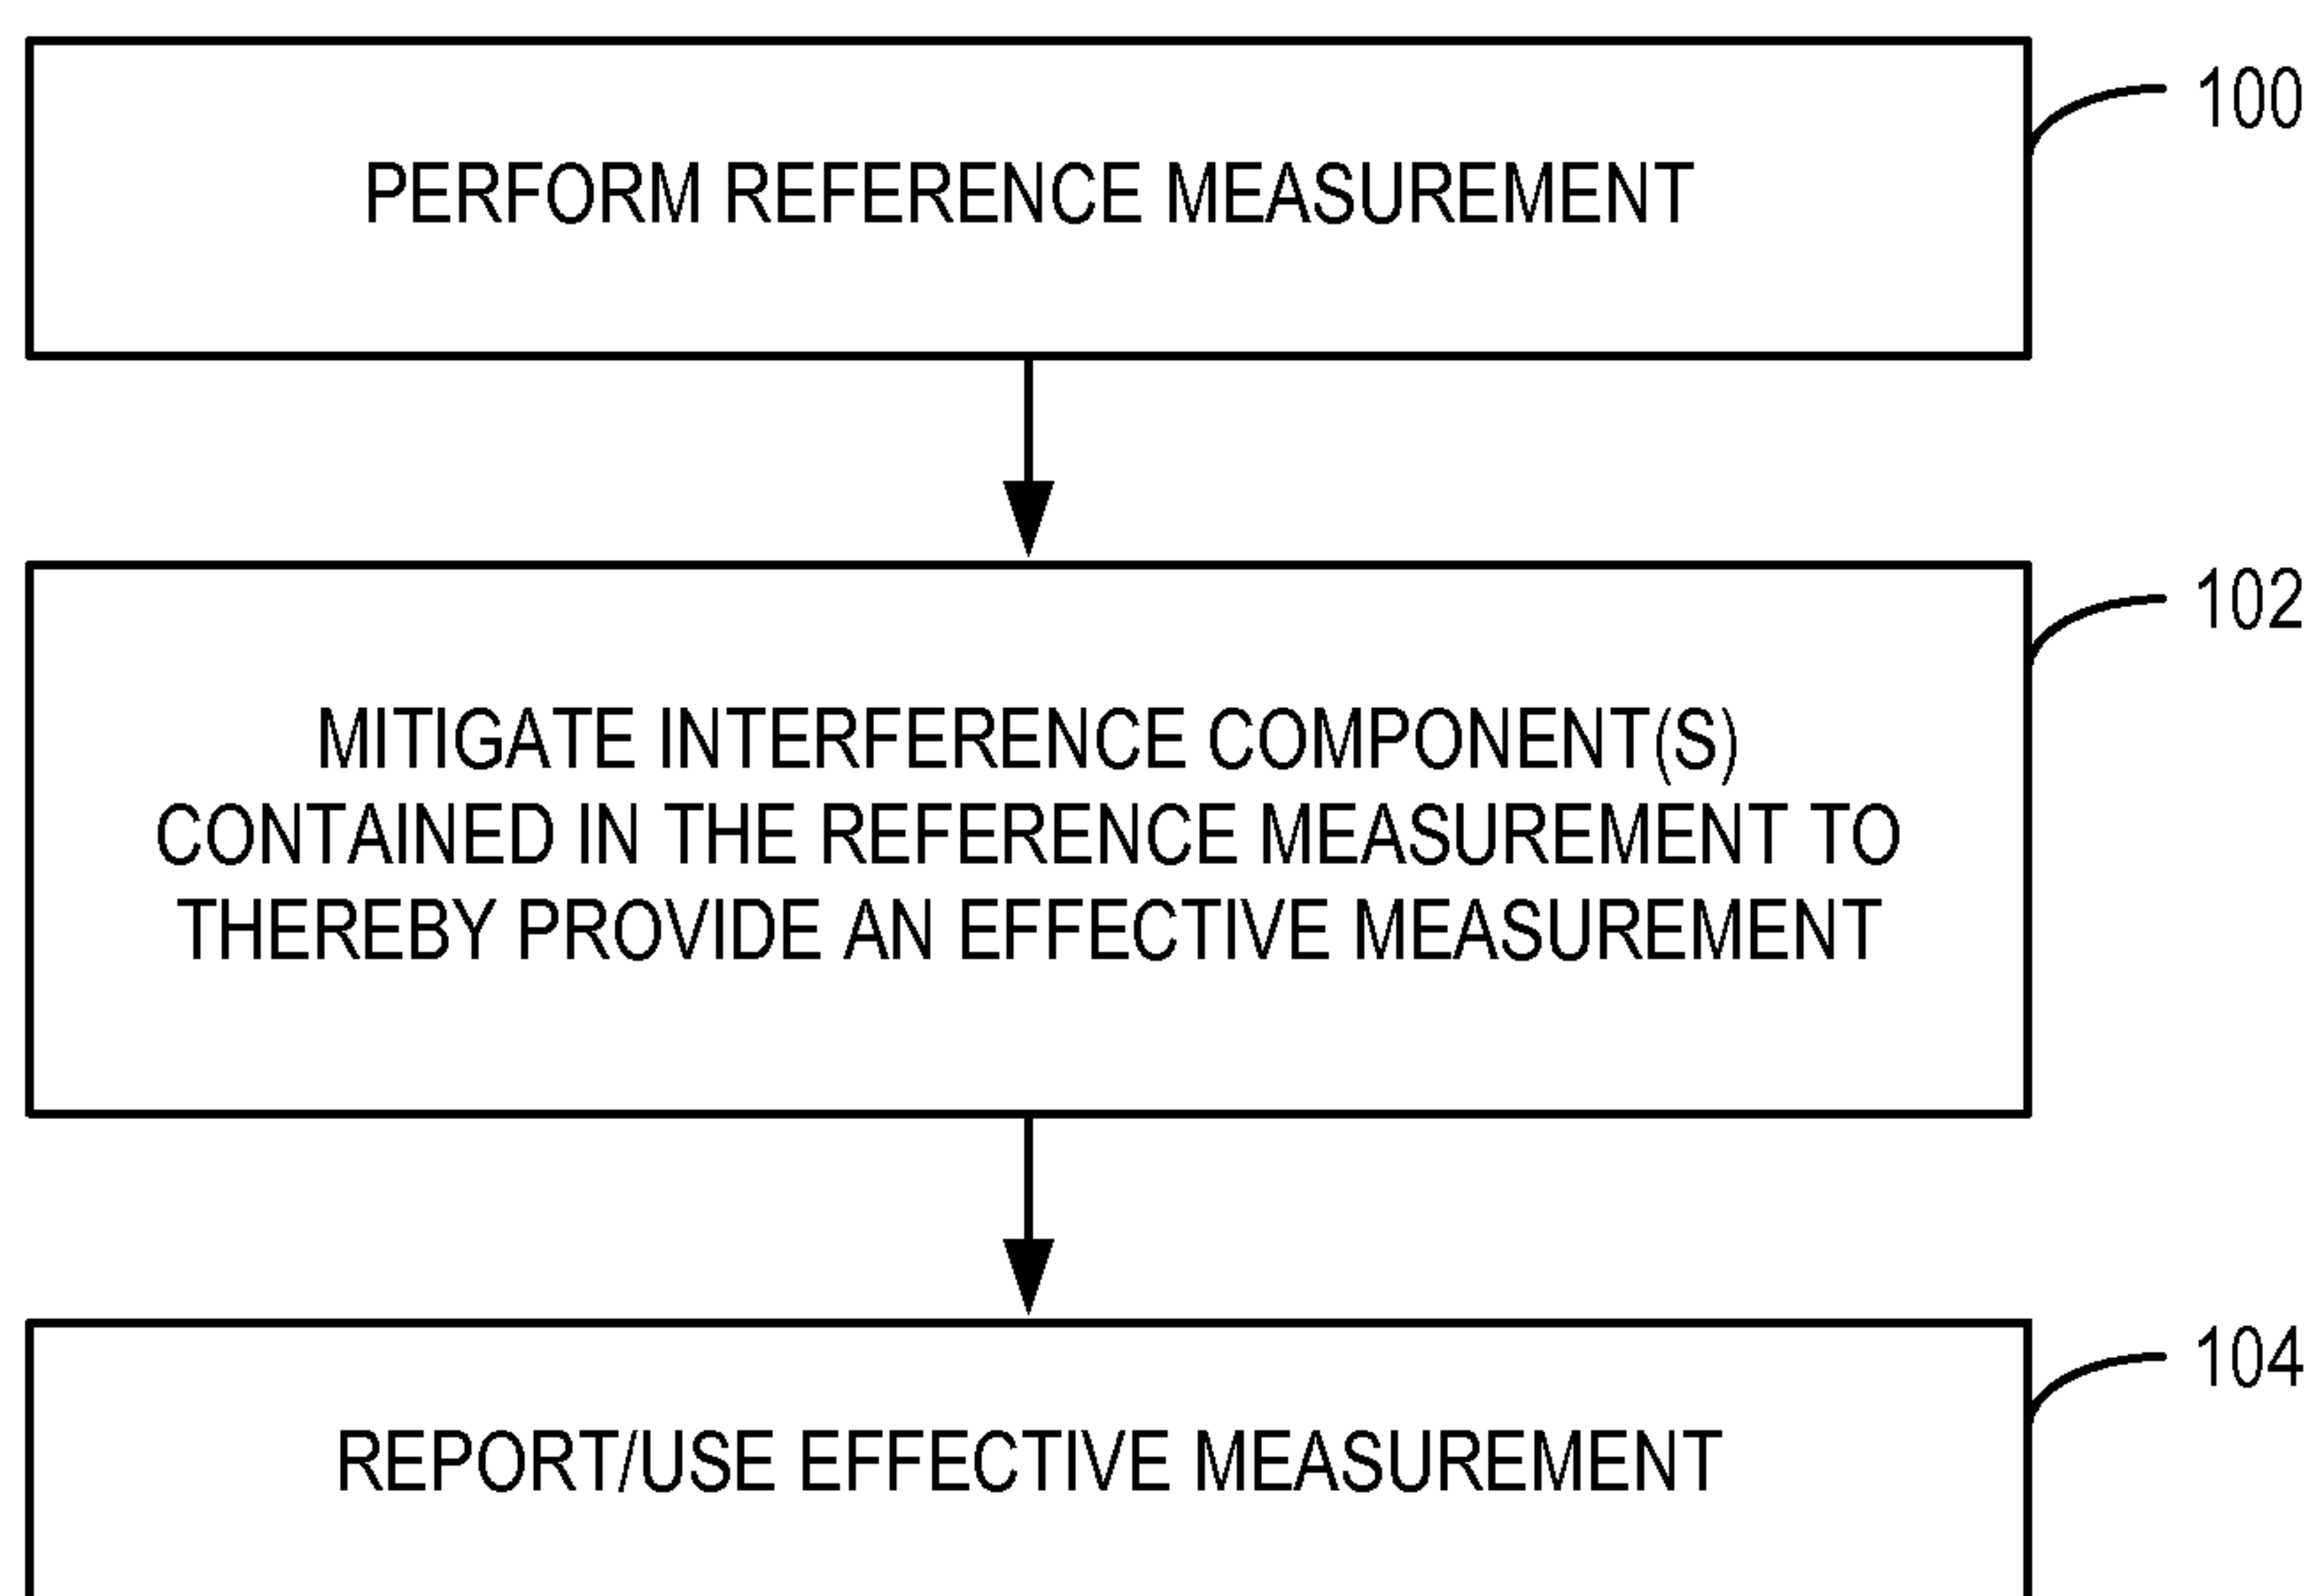 100
PERFORM REFERENCE MEASUREMENT
102
MITIGATE INTERFERENCE COMPONENT(S)
CONTAINED IN THE REFERENCE MEASUREMENT TO
THEREBY PROVIDE AN EFFECTIVE MEASUREMENT
104
REPORT/USE EFFECTIVE MEASUREMENT